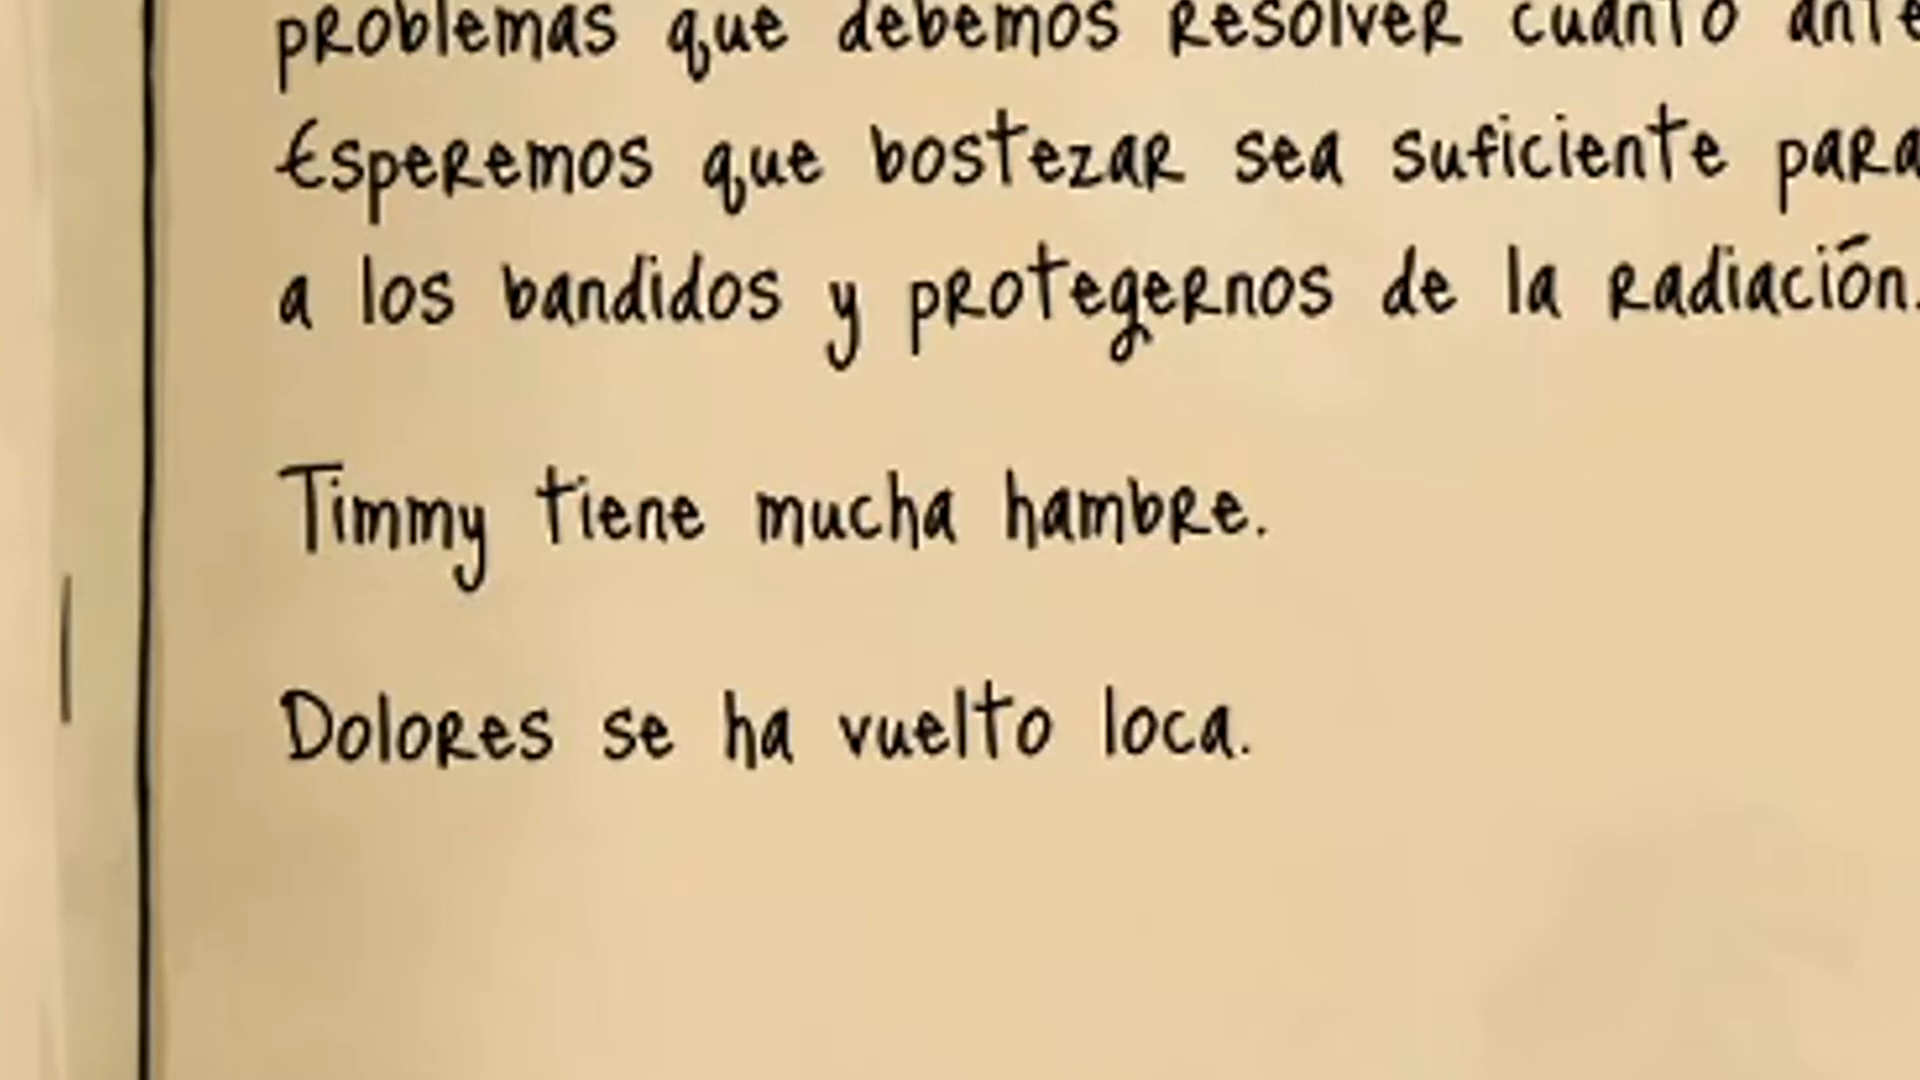 problemas que debemos resolver cuanto
Esperemos que bostezar sea suficiente para
a los bandidos y protegernos de la radiación.
Timmy tiene mucha hambre.
Dolores se ha vuelto loca.